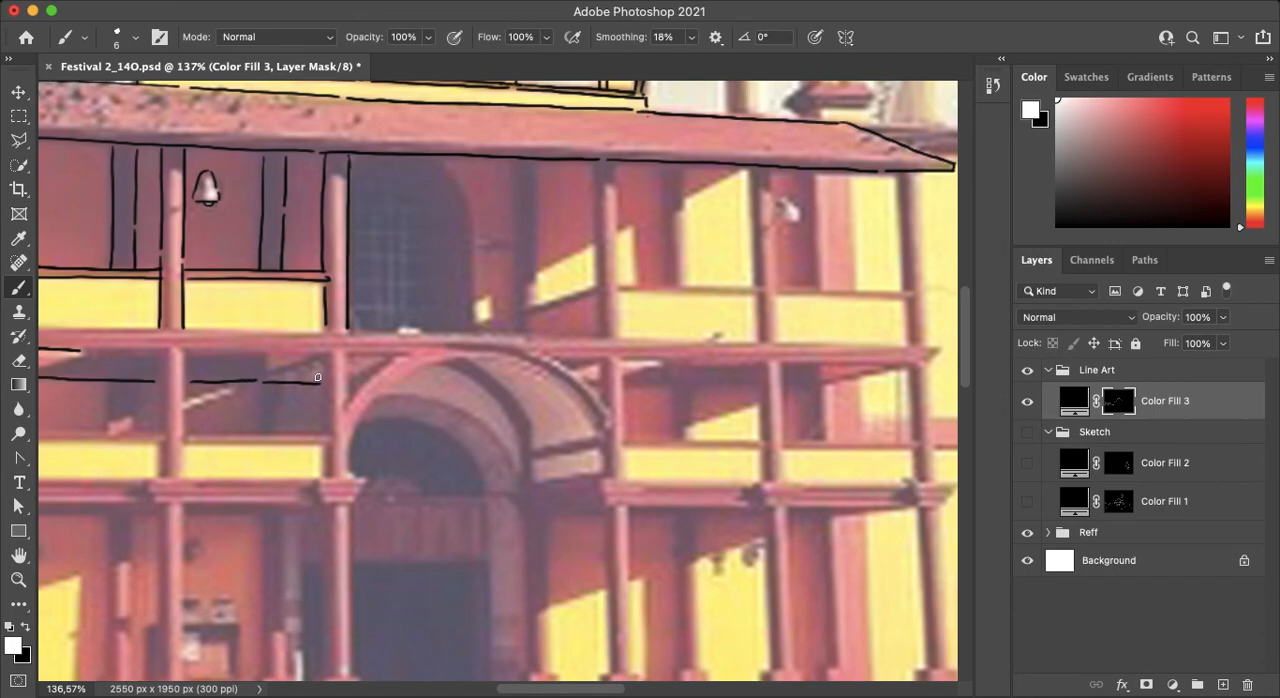 Adobe Photoshop 2021
6
Mode: Normal
Opacity: 100%
Flow: 100%
Smoothing: 18%
0°
Festival 2_14O.psd @ 137% (Color Fill 3, Layer Mask/8) *
Color
Swatches
Gradients
Patterns
Layers
Channels
Paths
Kind
Normal
Opacity: 100%
Lock:
Fill: 100%
Line Art
Color Fill 3
Sketch
Color Fill 2
Color Fill 1
Reff
Background
136,57%
2550 px x 1950 px (300 ppi)